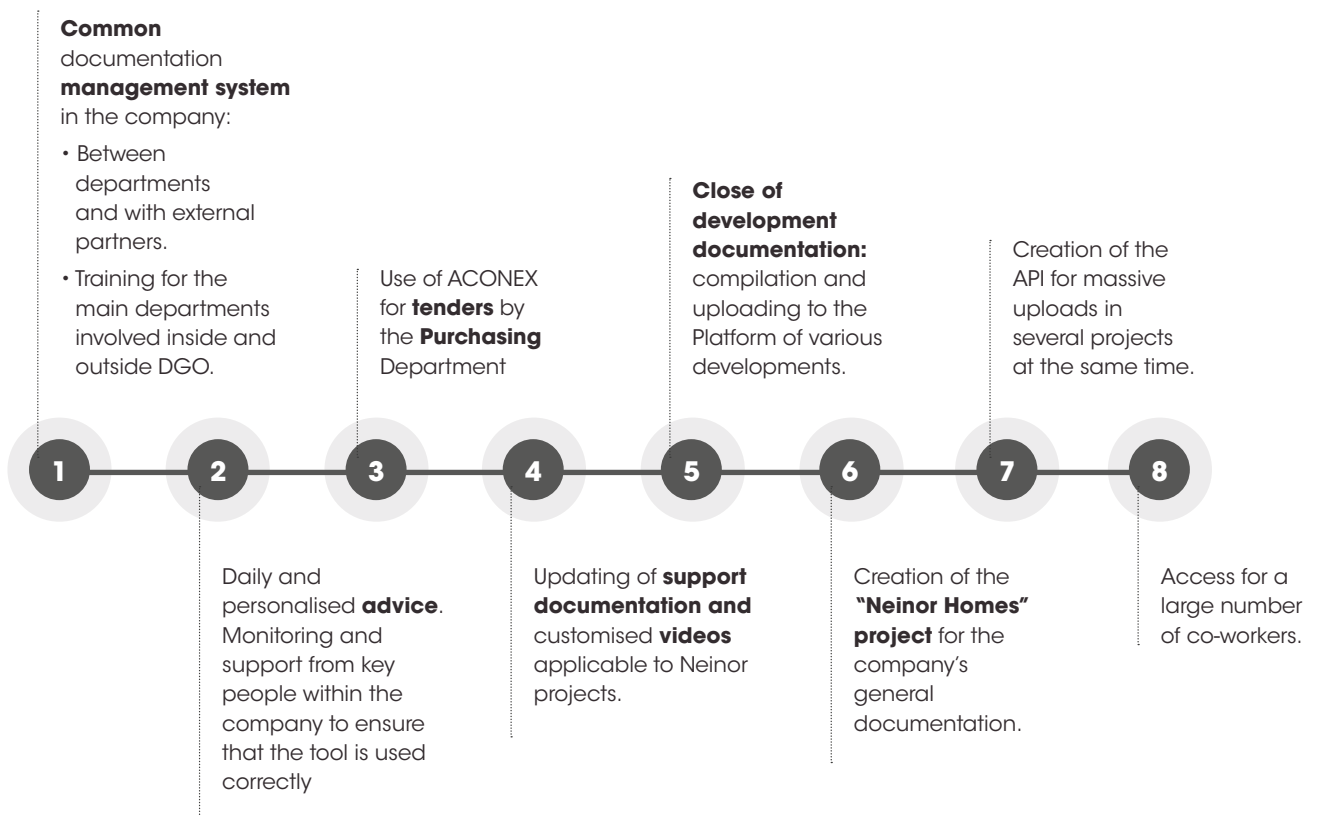 Common
documentation
management system
in the company:
• Between
departments
and with external
partners.
• Training for the
main departments
involved inside and
outside DGO.
Use of ACONEX
for tenders by
the Purchasing
Department
Close of
development
documentation:
compilation and
uploading to the
Platform of various
developments.
Creation of the
API for massive
uploads in
several projects
at the same time.
1 2 3 4 5 6 7 8
Daily and
personalised advice.
Monitoring and
support from key
people within the
company to ensure
that the tool is used
correctly
Updating of support
documentation and
customised videos
applicable to Neinor
projects.
Creation of the
"Neinor Homes"
project for the
company’s
general
documentation.
Access for a
large number
of co-workers.